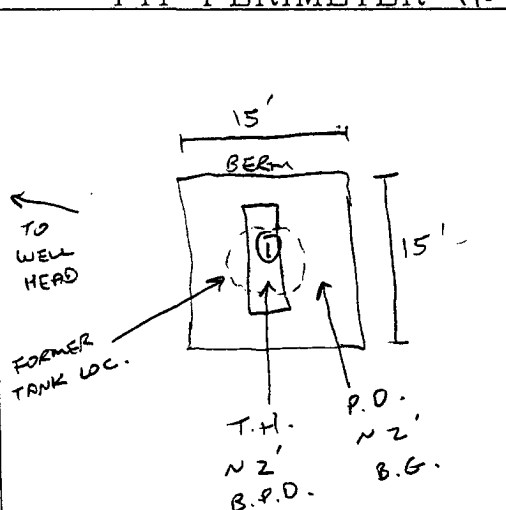 PIT PERIMETER
15'
BERM
15'
TO
WELL
HEAD
1
FORMER
TANK LOC.
T.H.
~ 2'
B.P.D.
P.D.
~ 2'
B.G.